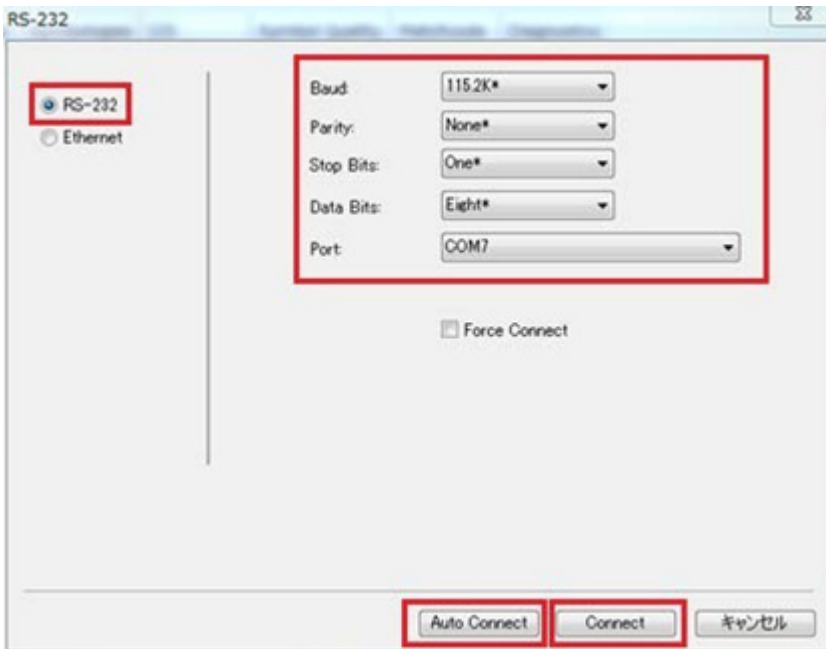 RS-232
RS-232
Ethernet
Baud: 115.2K*
Parity: None*
Stop Bits: One*
Data Bits: Eight*
Port: COM7
Force Connect
Auto Connect Connect キャンセル